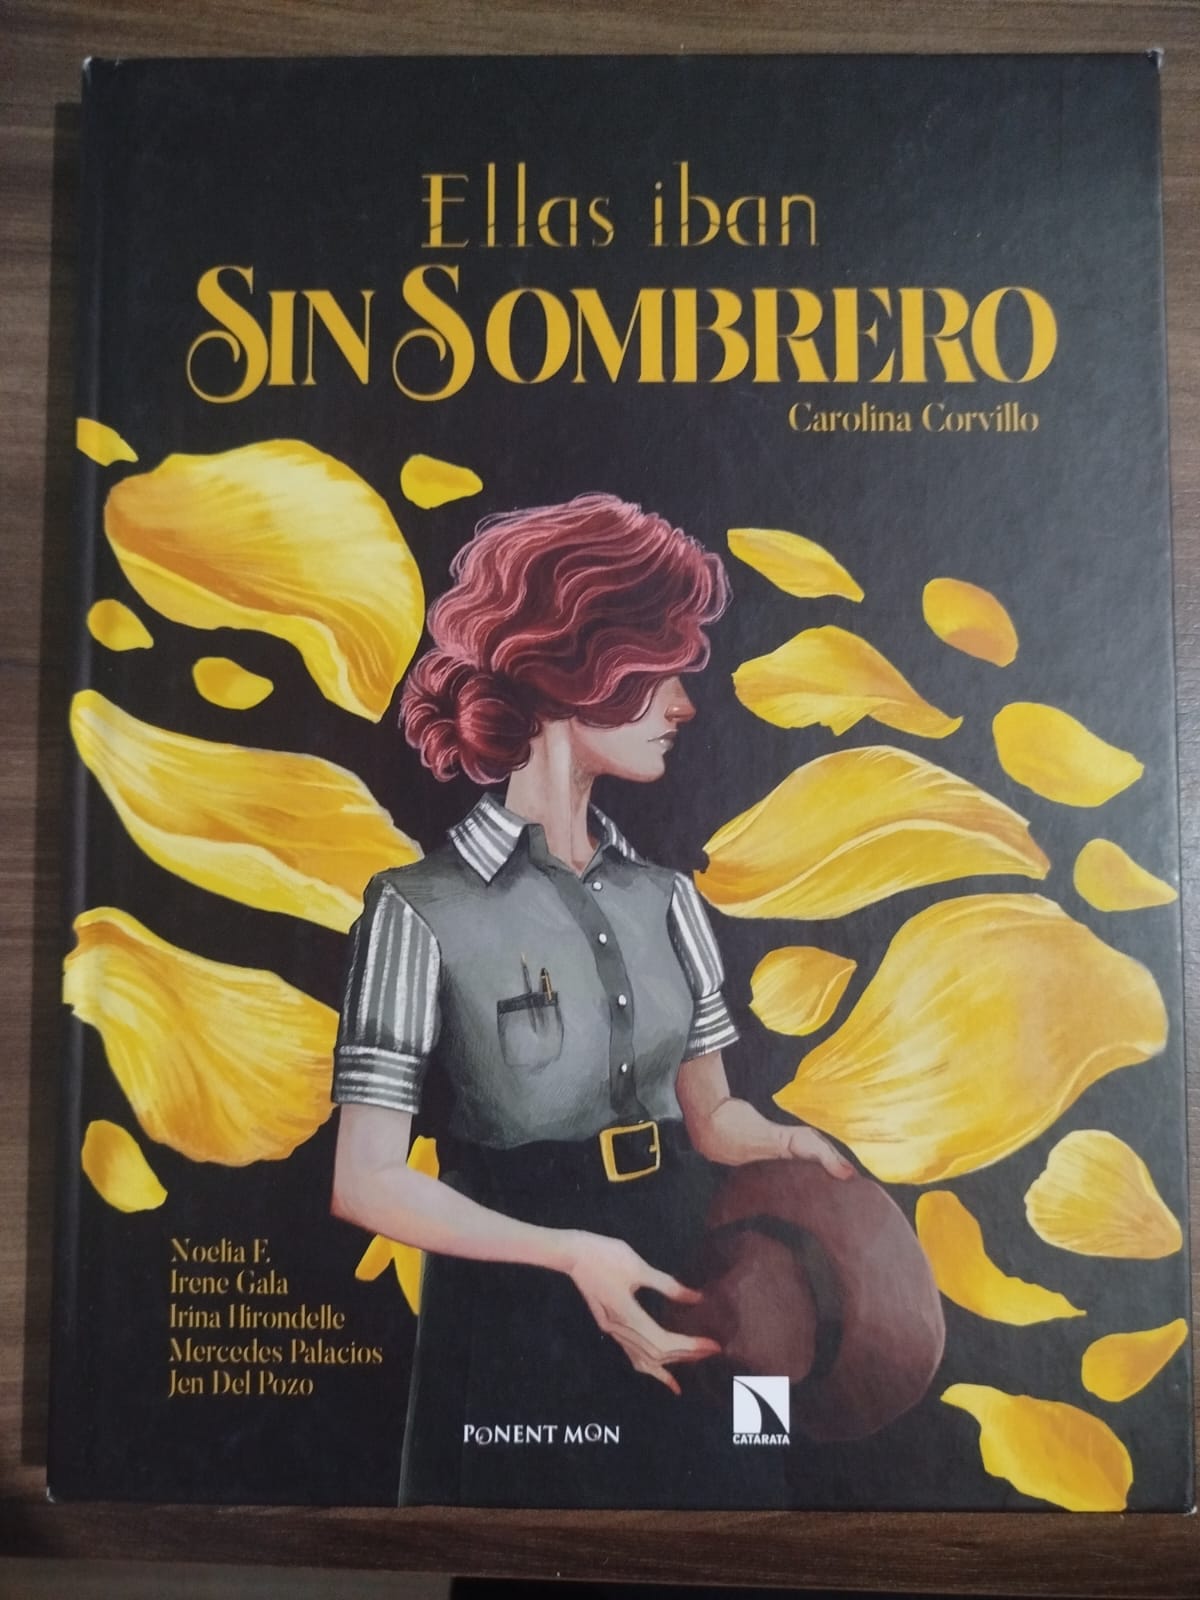 Ellas iban
SIN SOMBRERO
Carolina Corvillo
Noelia F.
Irene Gala
Irina Hirondelle
Mercedes Palacios
Jen Del Pozo
PONENT MON
CATARATA